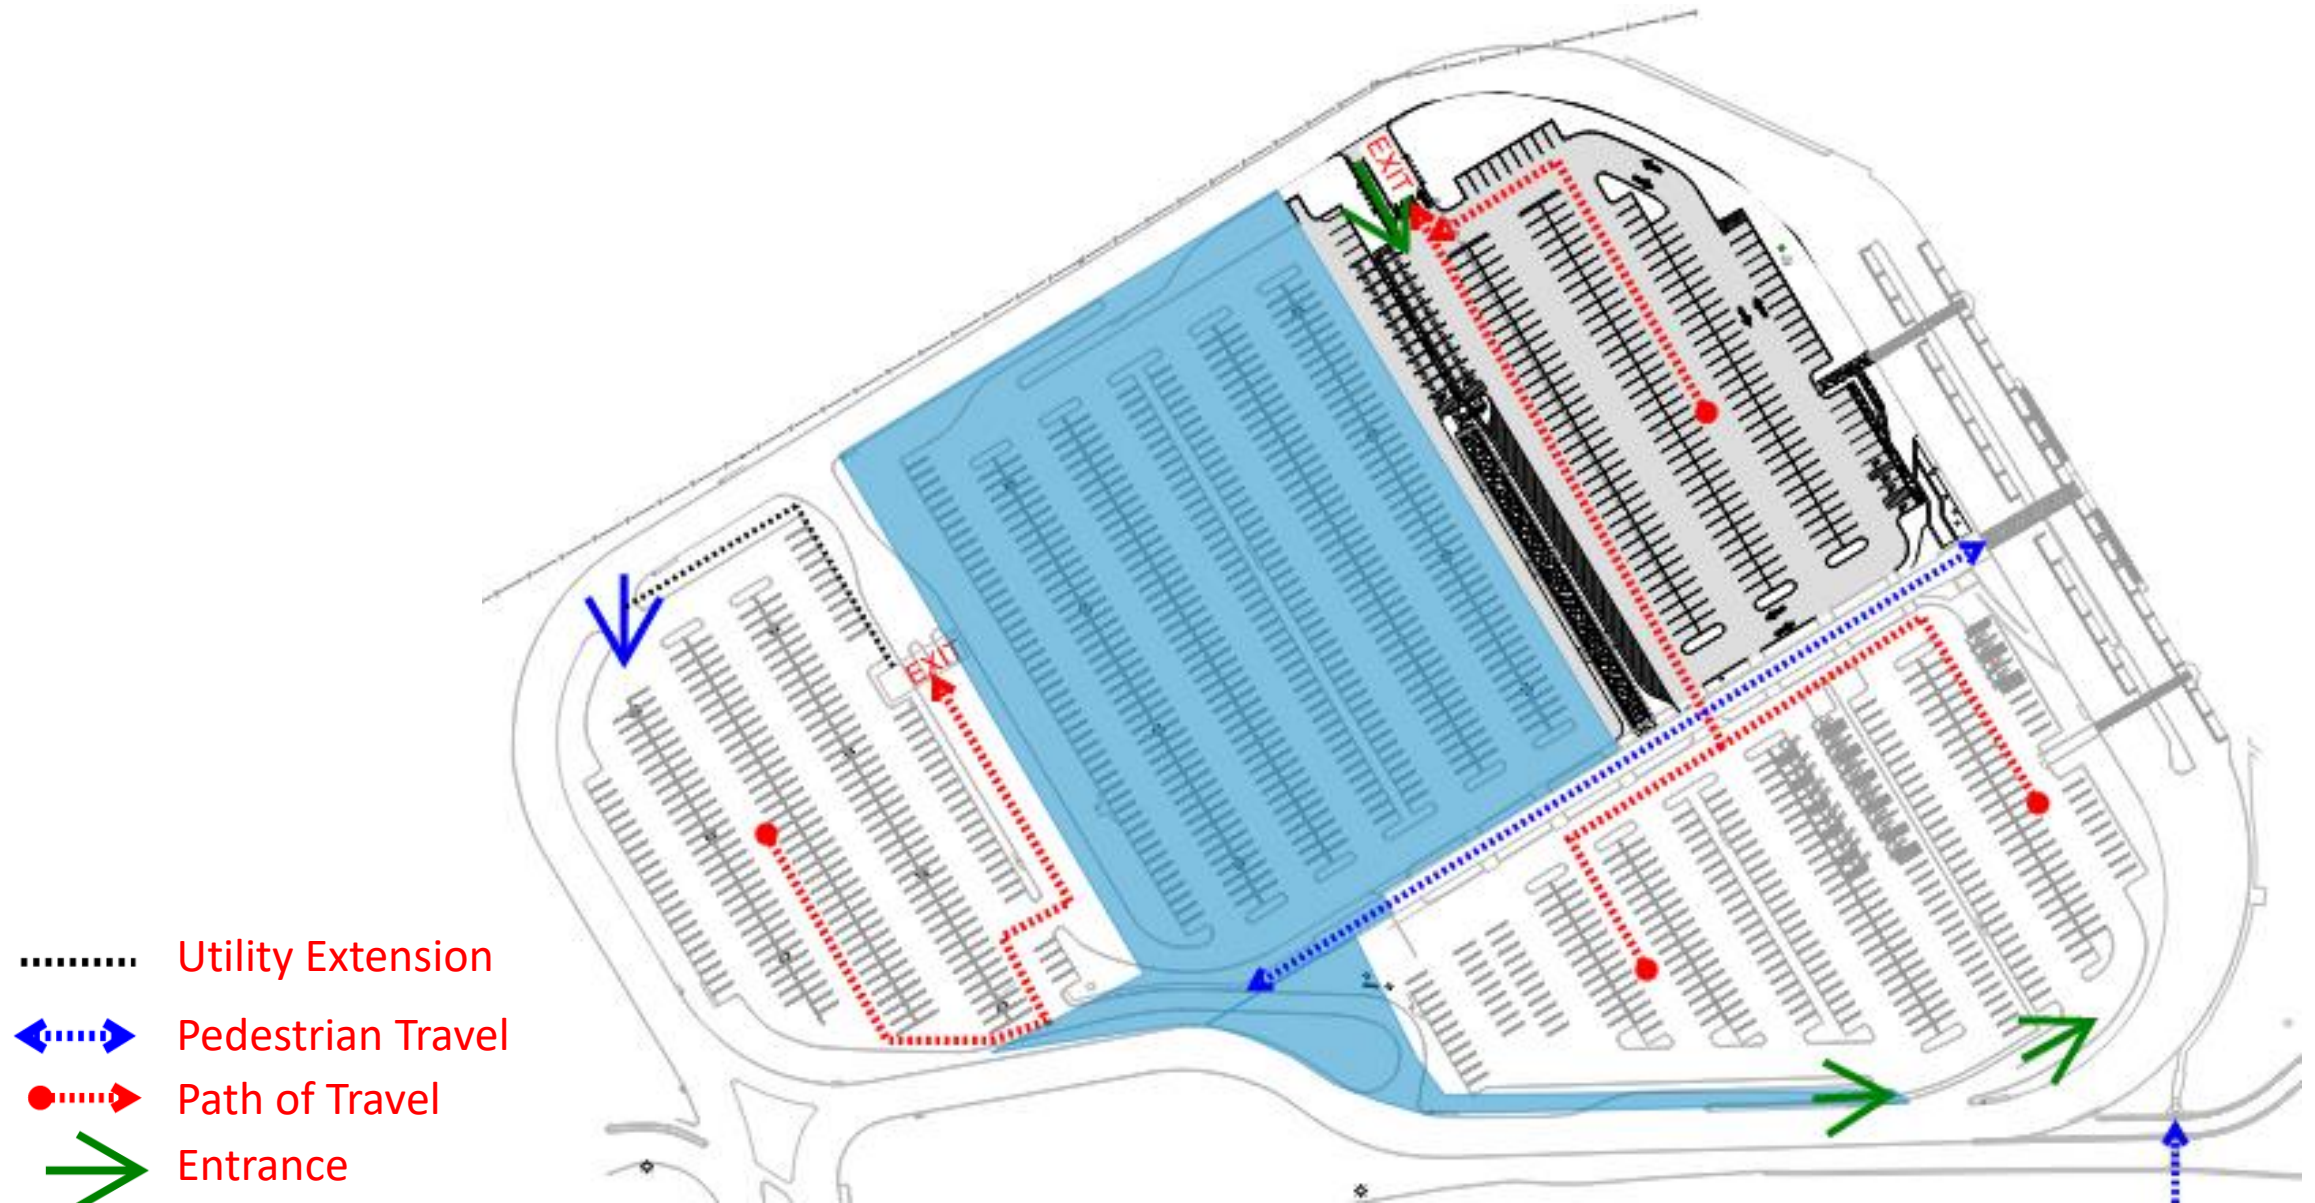 EXIT
EXIT
Utility Extension
Pedestrian Travel
Path of Travel
Entrance